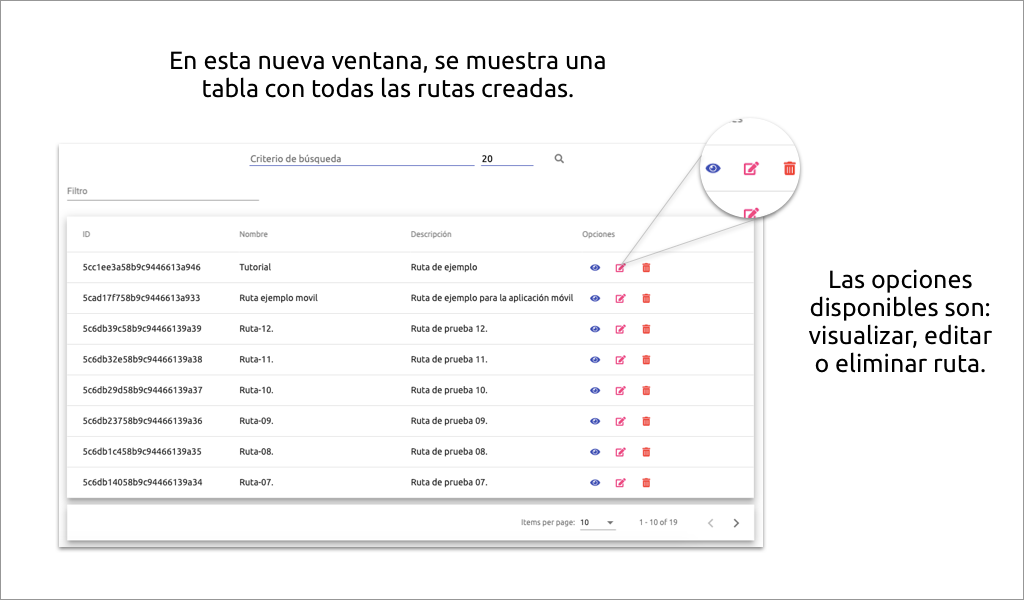 En esta nueva ventana, se muestra una
tabla con todas las rutas creadas.
Criterio de búsqueda 20
Filtro
ID Nombre Descripción Opciones
5cc1ee3a58b9c9446613a946 Tutorial Ruta de ejemplo
5cad17f758b9c9446613a933 Ruta ejemplo movil Ruta de ejemplo para la aplicación móvil
5c6db39c58b9c94466139a39 Ruta-12. Ruta de prueba 12.
5c6db32e58b9c94466139a38 Ruta-11. Ruta de prueba 11.
5c6db29d58b9c94466139a37 Ruta-10. Ruta de prueba 10.
5c6db23758b9c94466139a36 Ruta-09. Ruta de prueba 09.
5c6db1c458b9c94466139a35 Ruta-08. Ruta de prueba 08.
5c6db14058b9c94466139a34 Ruta-07. Ruta de prueba 07.
Items per page: 10 1 - 10 of 19
Las opciones
disponibles son:
visualizar, editar
o eliminar ruta.